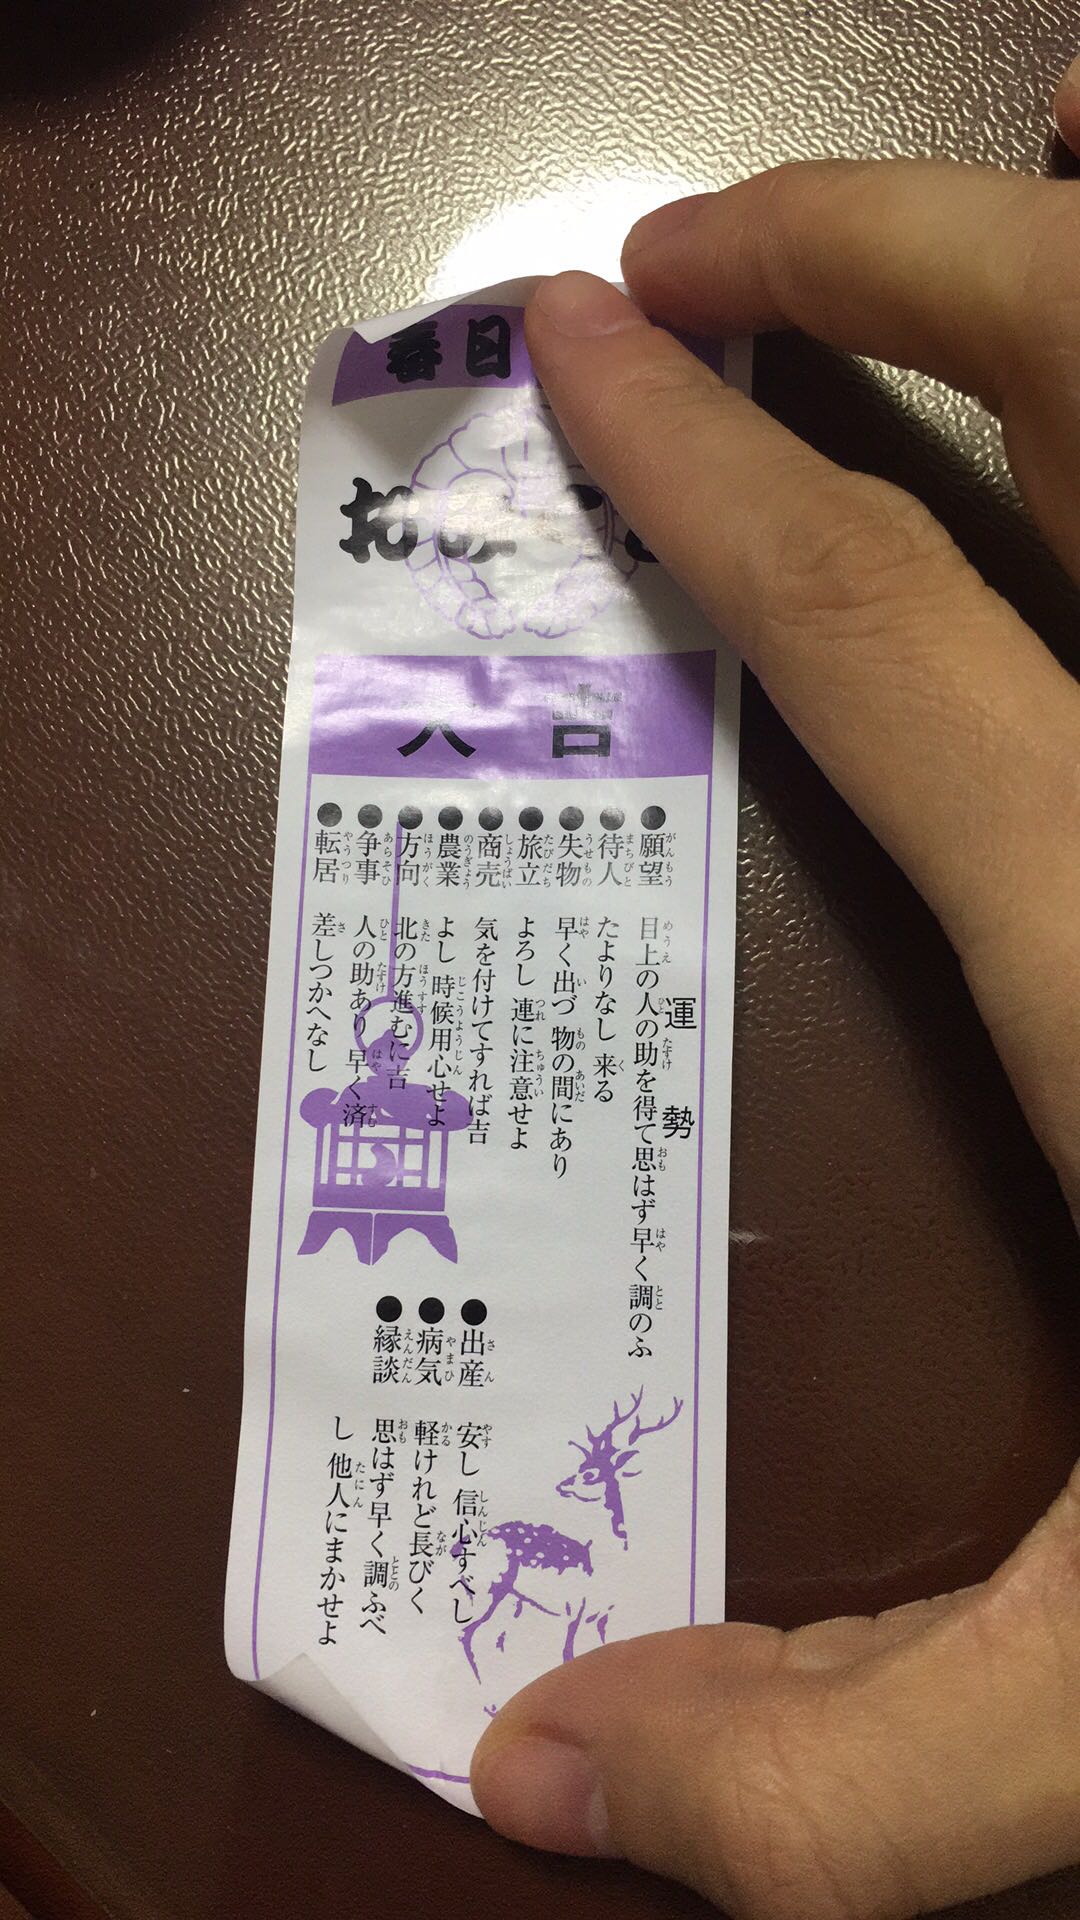 春日
おみ
大吉
運勢
●願望 目上の人の助を得て思はず早く調のふ
●待人 たよりなし 来る
●失物 早く出づ 物の間にあり
●旅立 よろし 連に注意せよ
●商売 気を付けてすれば吉
●農業 よし 時候用心せよ
●方向 北の方進むに吉
●争事 人の助あり 早く済
●転居 差しつかへなし
●出産 安し 信心すべし
●病気 軽けれど長びく
●縁談 思はず早く調ふべ
し 他人にまかせよ